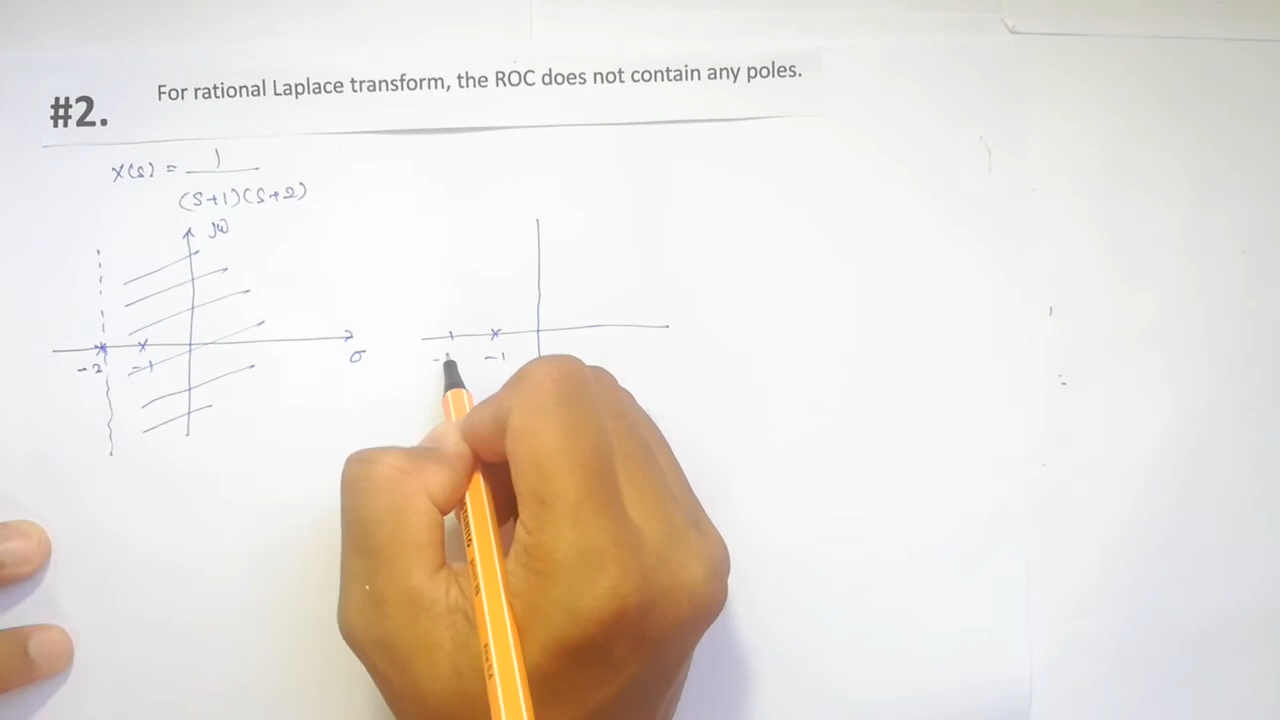 For rational Laplace transform, the ROC does not contain any poles.
#2.
X(s) = 1
(S+1)(S+2)
jω
σ
-2 -1
-1